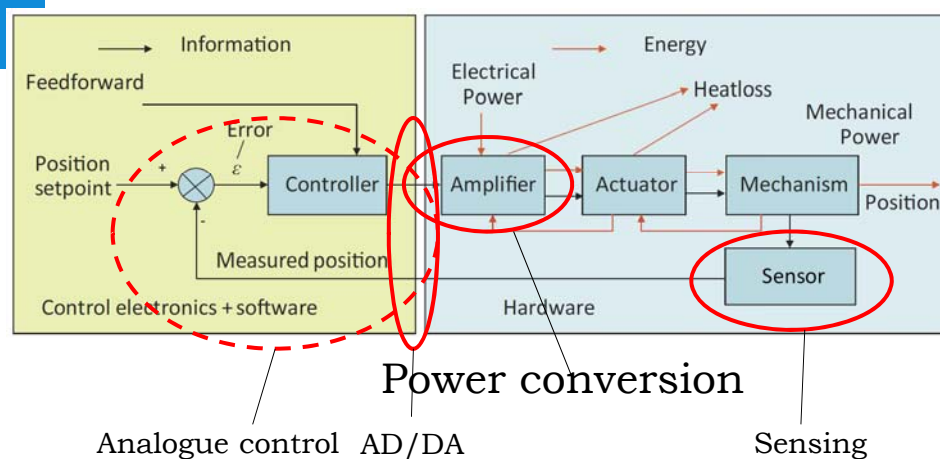 Information
Energy
Feedforward
Electrical
Power
Heatloss
Mechanical
Power
Error
ε
Position
setpoint
+
-
Controller
Amplifier
Actuator
Mechanism
Position
Measured position
Sensor
Control electronics + software
Hardware
Power conversion
Analogue control
AD/DA
Sensing